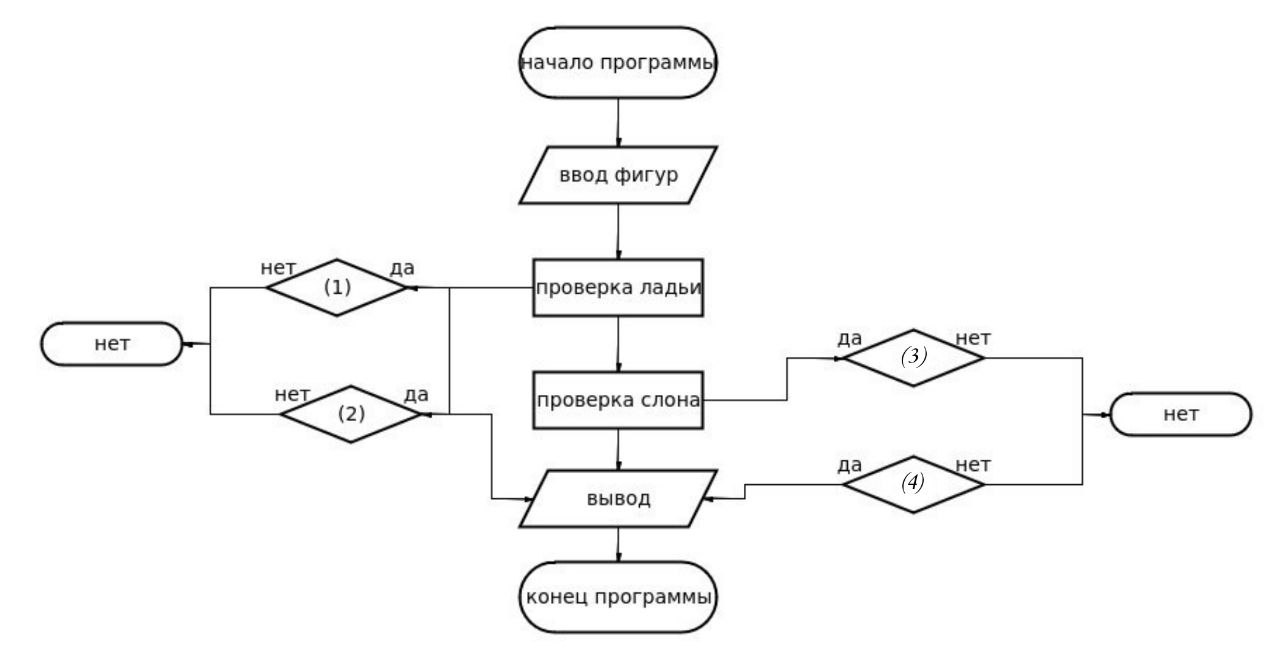 начало программы
ввод фигур
нет
(1)
да
проверка ладьи
нет
да
(3)
нет
нет
(2)
да
проверка слона
нет
да
(4)
нет
вывод
конец программы